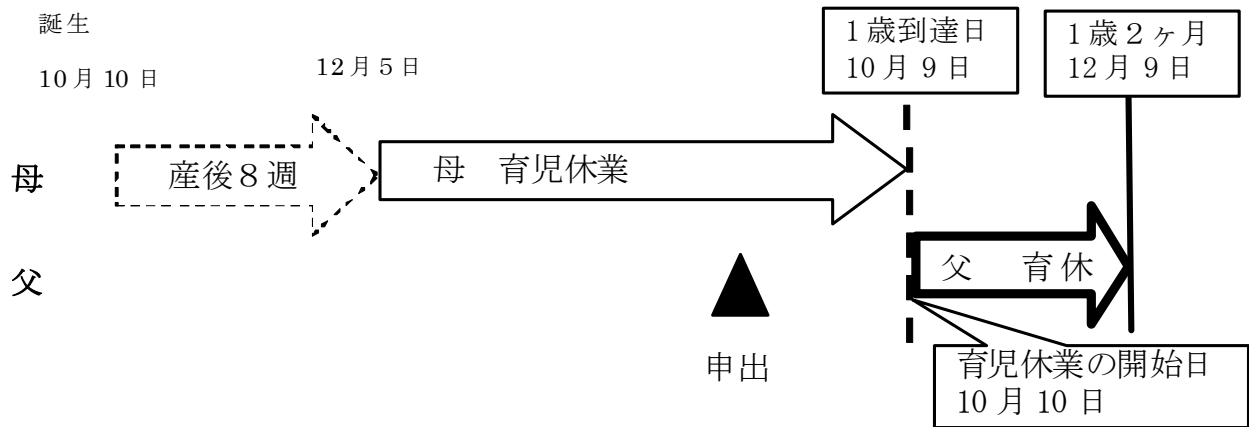 誕生
10月10日
12月5日
1歳到達日
10月9日
1歳2ヶ月
12月9日
母
産後8週
母 育児休業
父
父 育休
申出
育児休業の開始日
10月10日